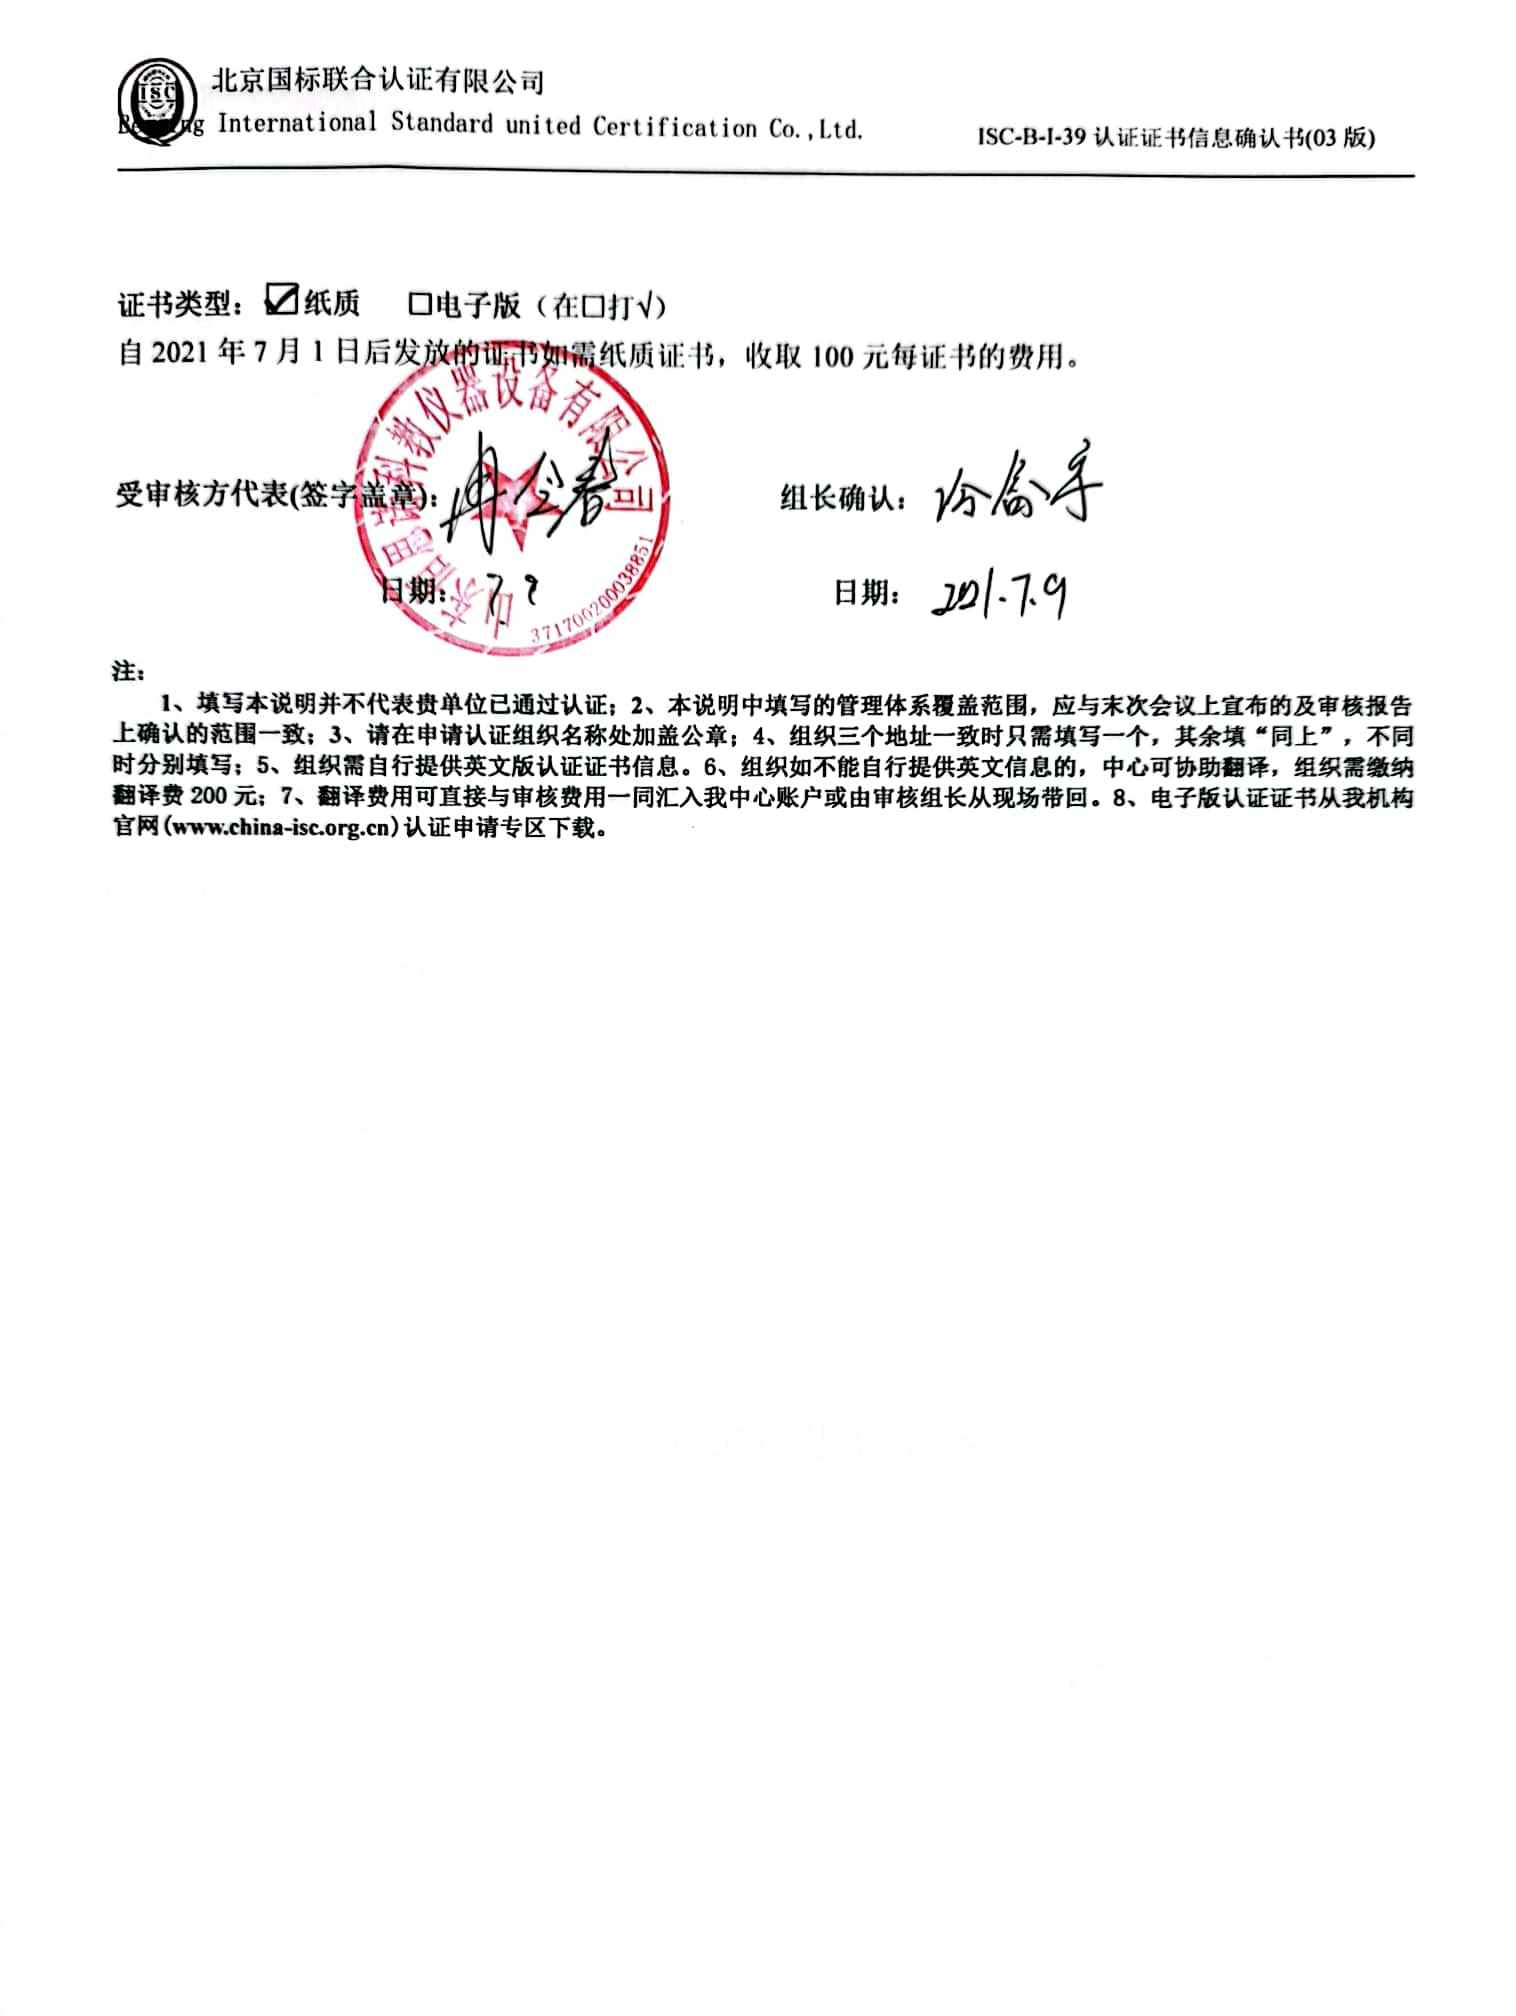 北京国标联合认证有限公司
Beijing International Standard united Certification Co.,Ltd.
ISC-B-I-39 认证证书信息确认书(03 版)
ISC
证书类型：☑纸质 □电子版（在□打√）
自 2021 年 7 月 1 日后发放的证书如需纸质证书，收取 100 元每证书的费用。
受审核方代表(签字盖章)：
组长确认：
日期：7.9
日期：2021.7.9
科教仪器设备有限公司
371700200038851
注：
1、填写本说明并不代表贵单位已通过认证；2、本说明中填写的管理体系覆盖范围，应与末次会议上宣布的及审核报告
上确认的范围一致；3、请在申请认证组织名称处加盖公章；4、组织三个地址一致时只需填写一个，其余填“同上”，不同
时分别填写；5、组织需自行提供英文版认证证书信息。6、组织如不能自行提供英文信息的，中心可协助翻译，组织需缴纳
翻译费 200 元；7、翻译费用可直接与审核费用一同汇入我中心账户或由审核组长从现场带回。8、电子版认证证书从我机构
官网(www.china-isc.org.cn)认证申请专区下载。